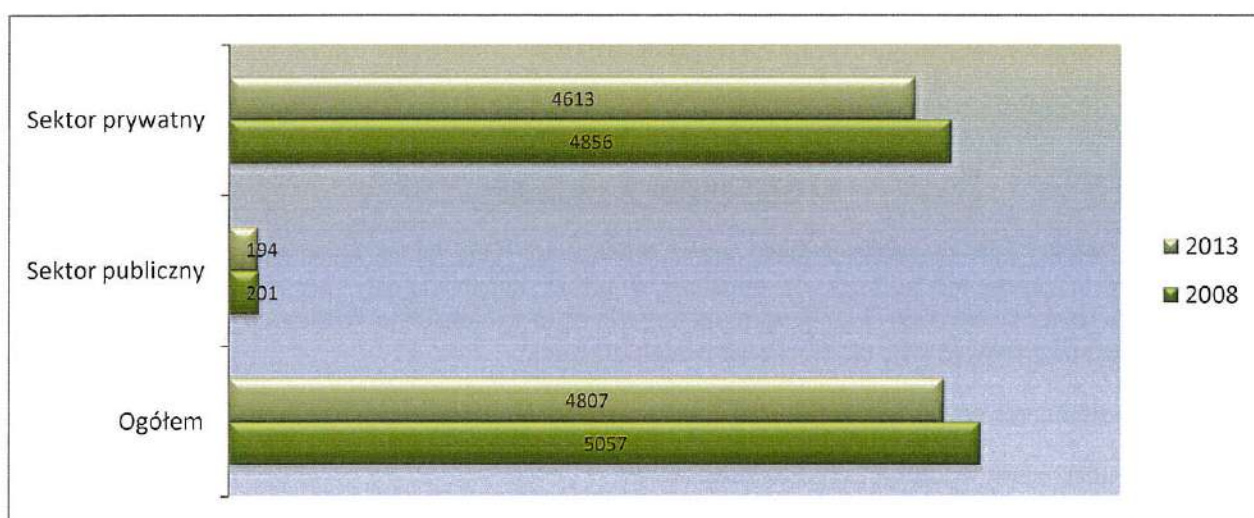 Sektor prywatny
4613
4856
Sektor publiczny
194
201
Ogółem
4807
5057
2013
2008